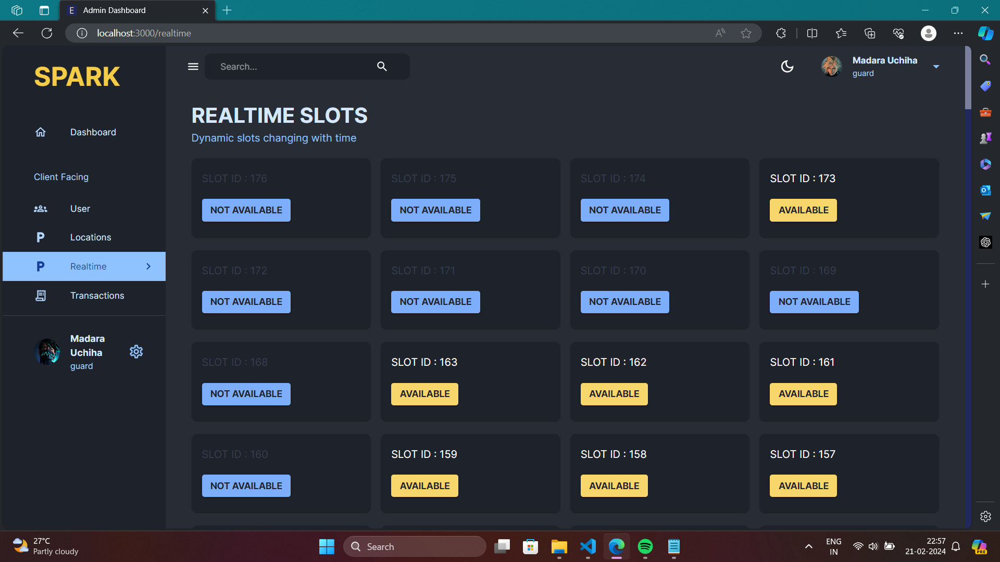 E Admin Dashboard
localhost:3000/realtime
SPARK
Dashboard
Client Facing
User
P Locations
P Realtime
Transactions
Madara
Uchiha
guard
Search...
Madara Uchiha
guard
REALTIME SLOTS
Dynamic slots changing with time
SLOT ID : 176
NOT AVAILABLE
SLOT ID : 175
NOT AVAILABLE
SLOT ID : 174
NOT AVAILABLE
SLOT ID : 173
AVAILABLE
SLOT ID : 172
NOT AVAILABLE
SLOT ID : 171
NOT AVAILABLE
SLOT ID : 170
NOT AVAILABLE
SLOT ID : 169
NOT AVAILABLE
SLOT ID : 168
NOT AVAILABLE
SLOT ID : 163
AVAILABLE
SLOT ID : 162
AVAILABLE
SLOT ID : 161
AVAILABLE
SLOT ID : 160
NOT AVAILABLE
SLOT ID : 159
AVAILABLE
SLOT ID : 158
AVAILABLE
SLOT ID : 157
AVAILABLE
27°C
Partly cloudy
Search
ENG
IN
22:57
21-02-2024
PRE